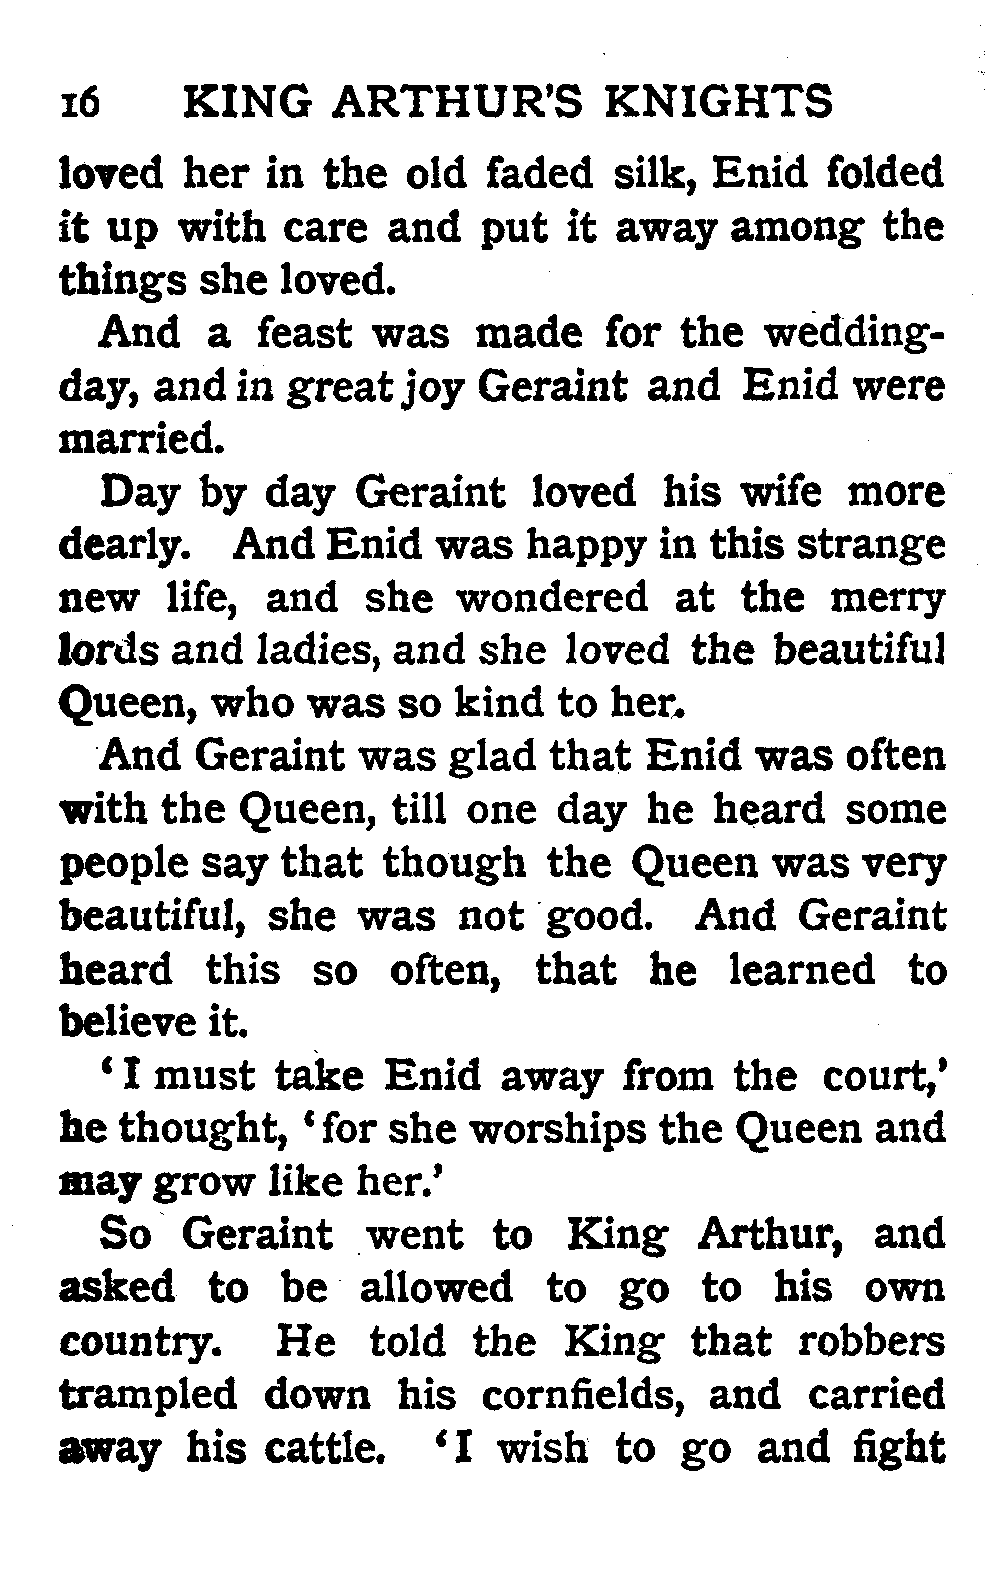 16 KING ARTHUR'S KNIGHTS
loved her in the old faded silk, Enid folded
it up with care and put it away among the
things she loved.
And a feast was made for the wedding-
day, and in great joy Geraint and Enid were
married.
Day by day Geraint loved his wife more
dearly. And Enid was happy in this strange
new life, and she wondered at the merry
lords and ladies, and she loved the beautiful
Queen, who was so kind to her.
And Geraint was glad that Enid was often
with the Queen, till one day he heard some
people say that though the Queen was very
beautiful, she was not good. And Geraint
heard this so often, that he learned to
believe it.
‘I must take Enid away from the court,’
he thought, ‘for she worships the Queen and
may grow like her.’
So Geraint went to King Arthur, and
asked to be allowed to go to his own
country. He told the King that robbers
trampled down his cornfields, and carried
away his cattle. ‘I wish to go and fight